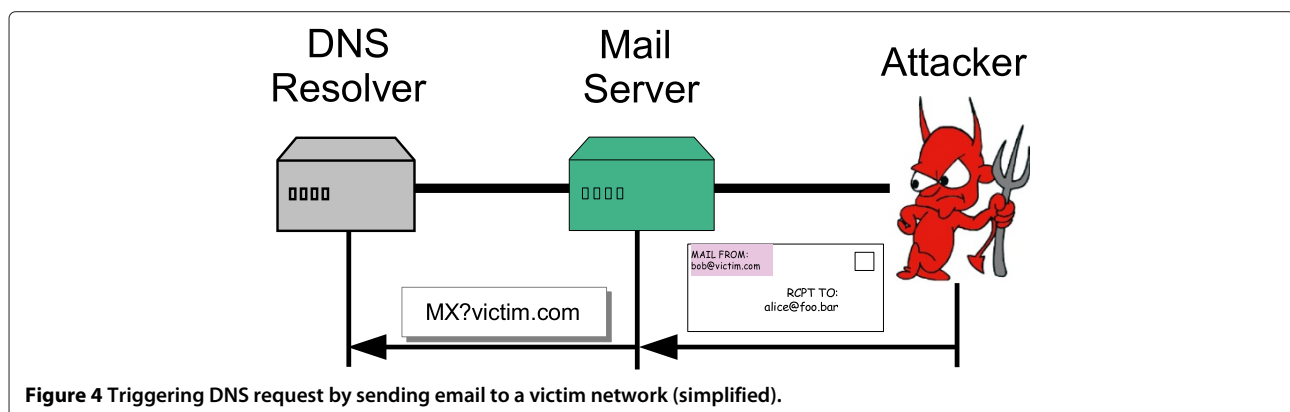 DNS
Resolver
Mail
Server
Attacker
MAIL FROM:
bob@victim.com
RCPT TO:
alice@foo.bar
MX?victim.com
Figure 4 Triggering DNS request by sending email to a victim network (simplified).